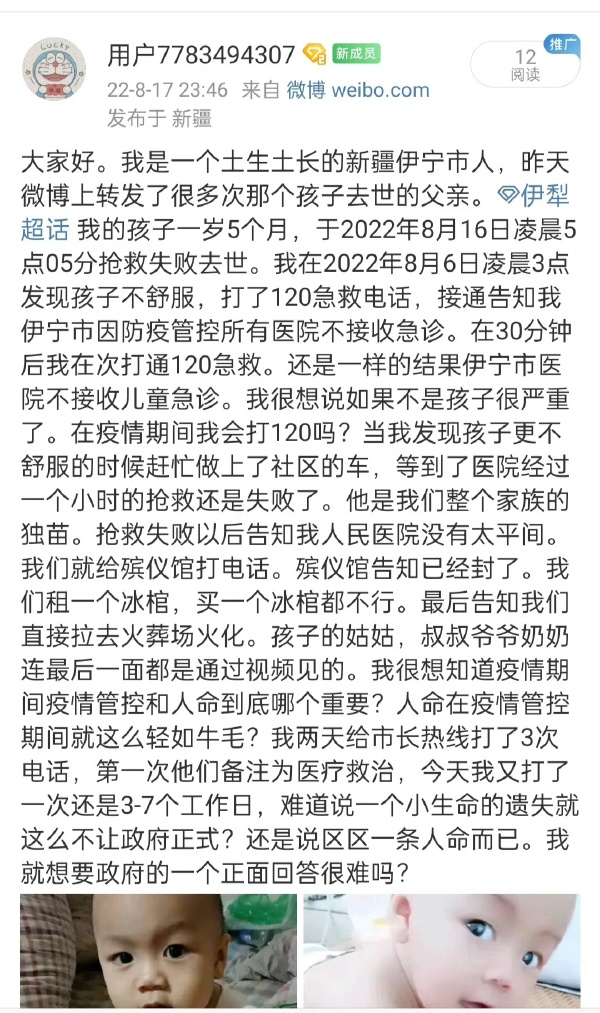 Lucky
用户7783494307 2 新成员
推广
12
阅读
22-8-17 23:46 来自 微博 weibo.com
发布于 新疆
大家好。我是一个土生土长的新疆伊宁市人，昨天
微博上转发了很多次那个孩子去世的父亲。伊犁
超话 我的孩子一岁5个月，于2022年8月16日凌晨5
点05分抢救失败去世。我在2022年8月6日凌晨3点
发现孩子不舒服，打了120急救电话，接通告知我
伊宁市因防疫管控所有医院不接收急诊。在30分钟
后我在次打通120急救。还是一样的结果伊宁市医
院不接收儿童急诊。我很想说如果不是孩子很严重
了。在疫情期间我会打120吗？当我发现孩子更不
舒服的时候赶忙做上了社区的车，等到了医院经过
一个小时的抢救还是失败了。他是我们整个家族的
独苗。抢救失败以后告知我人民医院没有太平间。
我们就给殡仪馆打电话。殡仪馆告知已经封了。我
们租一个冰棺，买一个冰棺都不行。最后告知我们
直接拉去火葬场火化。孩子的姑姑，叔叔爷爷奶奶
连最后一面都是通过视频见的。我很想知道疫情期
间疫情管控和人命到底哪个重要？人命在疫情管控
期间就这么轻如牛毛？我两天给市长热线打了3次
电话，第一次他们备注为医疗救治，今天我又打了
一次还是3-7个工作日，难道说一个小生命的遗失就
这么不让政府正式？还是说区区一条人命而已。我
就想要政府的一个正面回答很难吗？